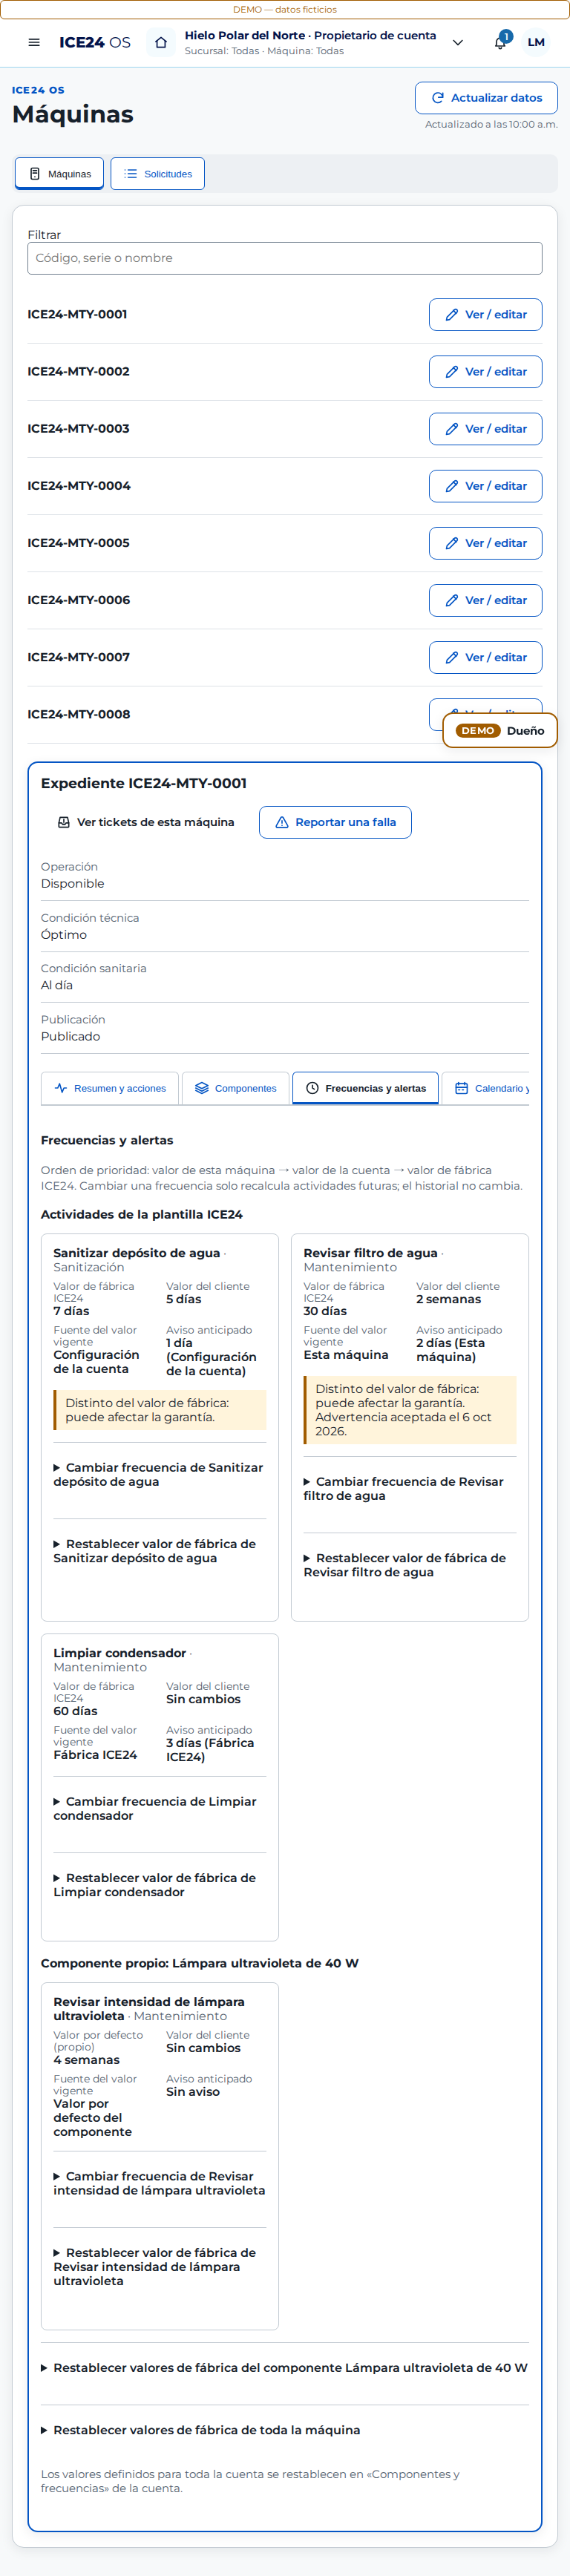 DEMO — datos ficticios
ICE24 OS
Hielo Polar del Norte · Propietario de cuenta
Sucursal: Todas · Máquina: Todas
1
LM
ICE24 OS
Máquinas
Actualizar datos
Actualizado a las 10:00 a.m.
Máquinas
Solicitudes
Filtrar
Código, serie o nombre
ICE24-MTY-0001
Ver / editar
ICE24-MTY-0002
Ver / editar
ICE24-MTY-0003
Ver / editar
ICE24-MTY-0004
Ver / editar
ICE24-MTY-0005
Ver / editar
ICE24-MTY-0006
Ver / editar
ICE24-MTY-0007
Ver / editar
ICE24-MTY-0008
DEMO Dueño
Expediente ICE24-MTY-0001
Ver tickets de esta máquina
Reportar una falla
Operación
Disponible
Condición técnica
Óptimo
Condición sanitaria
Al día
Publicación
Publicado
Resumen y acciones
Componentes
Frecuencias y alertas
Calendario y
Frecuencias y alertas
Orden de prioridad: valor de esta máquina → valor de la cuenta → valor de fábrica
ICE24. Cambiar una frecuencia solo recalcula actividades futuras; el historial no cambia.
Actividades de la plantilla ICE24
Sanitizar depósito de agua ·
Sanitización
Valor de fábrica
ICE24
7 días
Valor del cliente
5 días
Fuente del valor
vigente
Configuración
de la cuenta
Aviso anticipado
1 día
(Configuración
de la cuenta)
Distinto del valor de fábrica:
puede afectar la garantía.
▶ Cambiar frecuencia de Sanitizar
depósito de agua
▶ Restablecer valor de fábrica de
Sanitizar depósito de agua
Revisar filtro de agua ·
Mantenimiento
Valor de fábrica
ICE24
30 días
Valor del cliente
2 semanas
Fuente del valor
vigente
Esta máquina
Aviso anticipado
2 días (Esta
máquina)
Distinto del valor de fábrica:
puede afectar la garantía.
Advertencia aceptada el 6 oct
2026.
▶ Cambiar frecuencia de Revisar
filtro de agua
▶ Restablecer valor de fábrica de
Revisar filtro de agua
Limpiar condensador ·
Mantenimiento
Valor de fábrica
ICE24
60 días
Valor del cliente
Sin cambios
Fuente del valor
vigente
Fábrica ICE24
Aviso anticipado
3 días (Fábrica
ICE24)
▶ Cambiar frecuencia de Limpiar
condensador
▶ Restablecer valor de fábrica de
Limpiar condensador
Componente propio: Lámpara ultravioleta de 40 W
Revisar intensidad de lámpara
ultravioleta · Mantenimiento
Valor por defecto
(propio)
4 semanas
Valor del cliente
Sin cambios
Fuente del valor
vigente
Valor por
defecto del
componente
Aviso anticipado
Sin aviso
▶ Cambiar frecuencia de Revisar
intensidad de lámpara ultravioleta
▶ Restablecer valor de fábrica de
Revisar intensidad de lámpara
ultravioleta
▶ Restablecer valores de fábrica del componente Lámpara ultravioleta de 40 W
▶ Restablecer valores de fábrica de toda la máquina
Los valores definidos para toda la cuenta se restablecen en «Componentes y
frecuencias» de la cuenta.